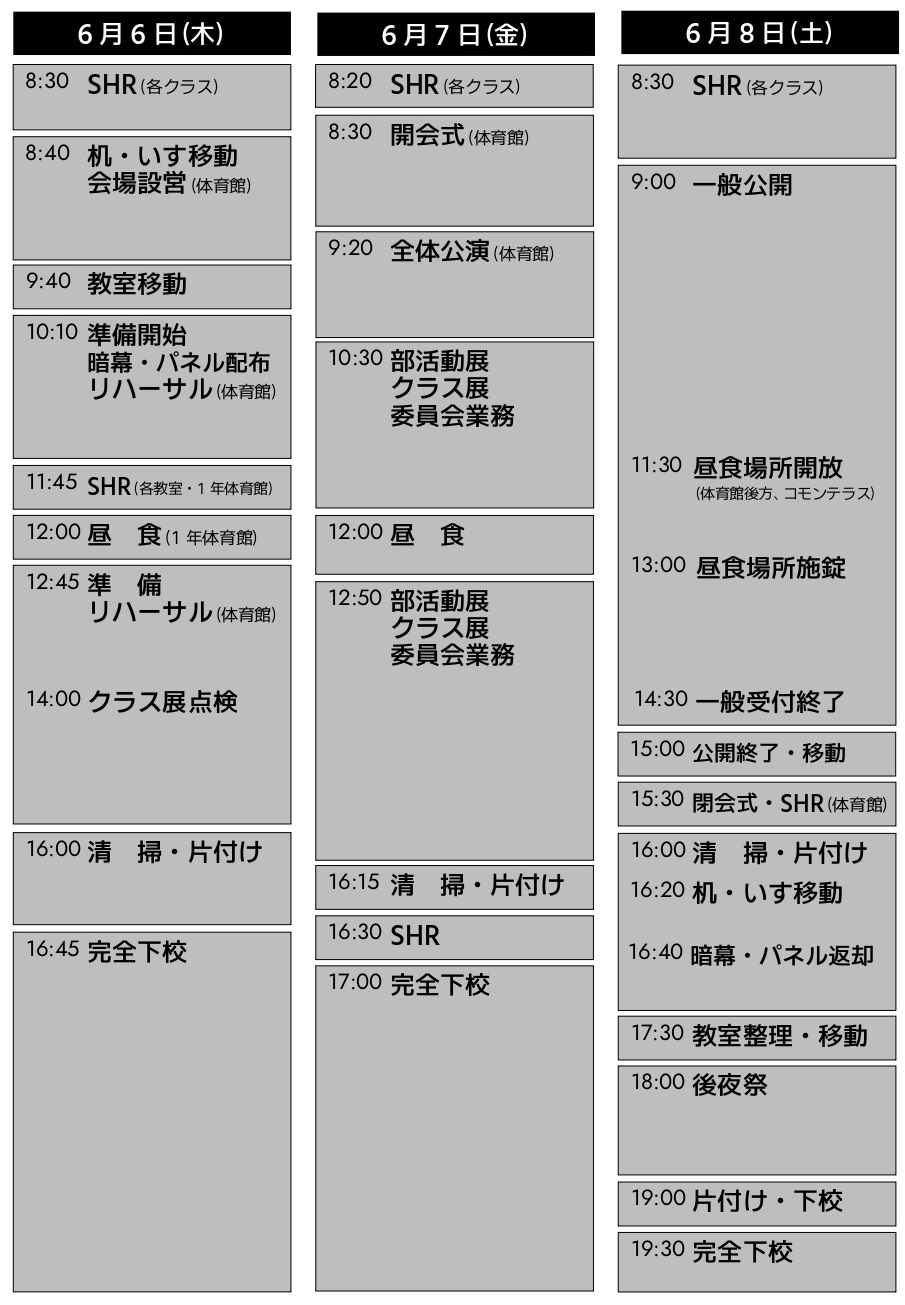 6月6日(木)
8:30 SHR(各クラス)
8:40 机・いす移動
会場設営(体育館)
9:40 教室移動
10:10 準備開始
暗幕・パネル配布
リハーサル(体育館)
11:45 SHR(各教室・1年体育館)
12:00 昼　食(1年体育館)
12:45 準　備
リハーサル(体育館)
14:00 クラス展点検
16:00 清　掃・片付け
16:45 完全下校
6月7日(金)
8:20 SHR(各クラス)
8:30 開会式(体育館)
9:20 全体公演(体育館)
10:30 部活動展
クラス展
委員会業務
12:00 昼　食
12:50 部活動展
クラス展
委員会業務
16:15 清　掃・片付け
16:30 SHR
17:00 完全下校
6月8日(土)
8:30 SHR(各クラス)
9:00 一般公開
11:30 昼食場所開放
(体育館後方、コモンテラス)
13:00 昼食場所施錠
14:30 一般受付終了
15:00 公開終了・移動
15:30 閉会式・SHR(体育館)
16:00 清　掃・片付け
16:20 机・いす移動
16:40 暗幕・パネル返却
17:30 教室整理・移動
18:00 後夜祭
19:00 片付け・下校
19:30 完全下校